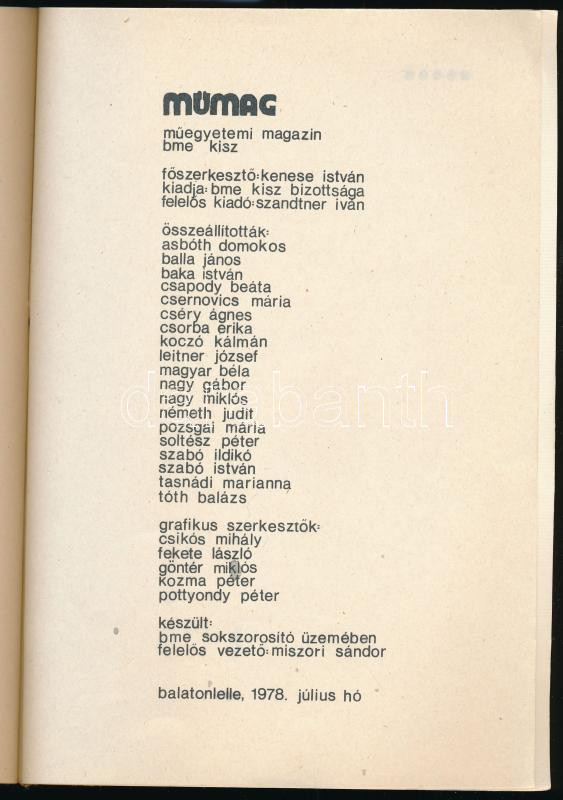 műmag
műegyetemi magazin
bme kisz
főszerkesztő:kenese istván
kiadja:bme kisz bizottsága
felelős kiadó:szandtner iván
összeállították:
asbóth domokos
balla jános
baka istván
csapody beáta
csernovics mária
cséry ágnes
csorba erika
koczó kálmán
leitner józsef
magyar béla
nagy gábor
nagy miklós
németh judit
pozsgai mária
soltész péter
szabó ildikó
szabó istván
tasnádi marianna
tóth balázs
grafikus szerkesztők:
csikós mihály
fekete lászló
göntér miklós
kozma péter
pottyondy péter
készült:
bme sokszorosító üzemében
felelős vezető:miszori sándor
balatonlelle, 1978. július hó
darabanth